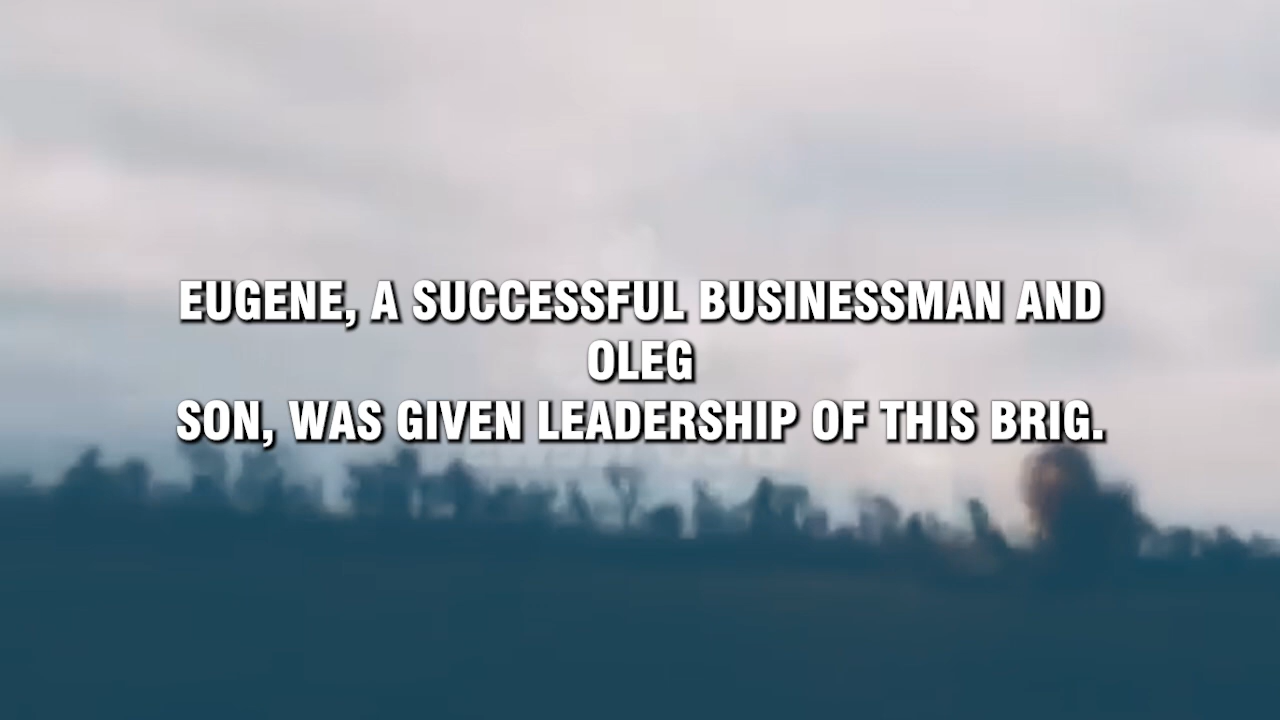 EUGENE, A SUCCESSFUL BUSINESSMAN AND
OLEG
SON, WAS GIVEN LEADERSHIP OF THIS BRIG.